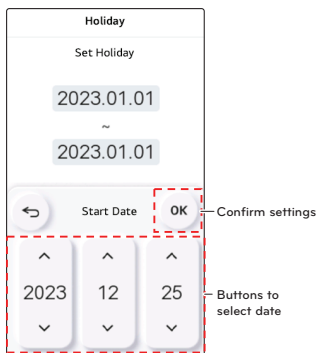 Holiday
Set Holiday
2023.01.01
~
2023.01.01
Start Date
OK
Confirm settings
2023 12 25
Buttons to
select date